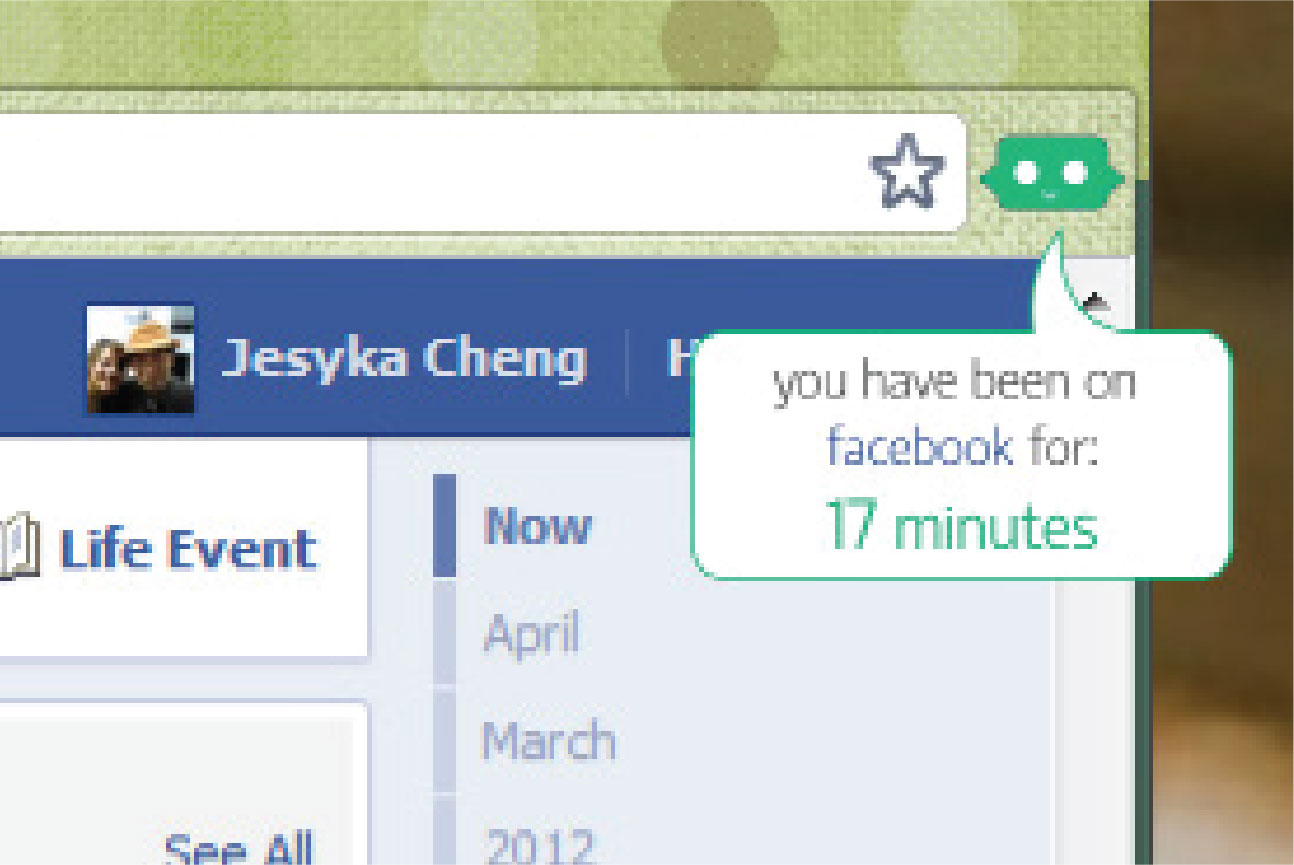 Jesyka Cheng
you have been on
facebook for:
17 minutes
Life Event
Now
April
March
2012
See All